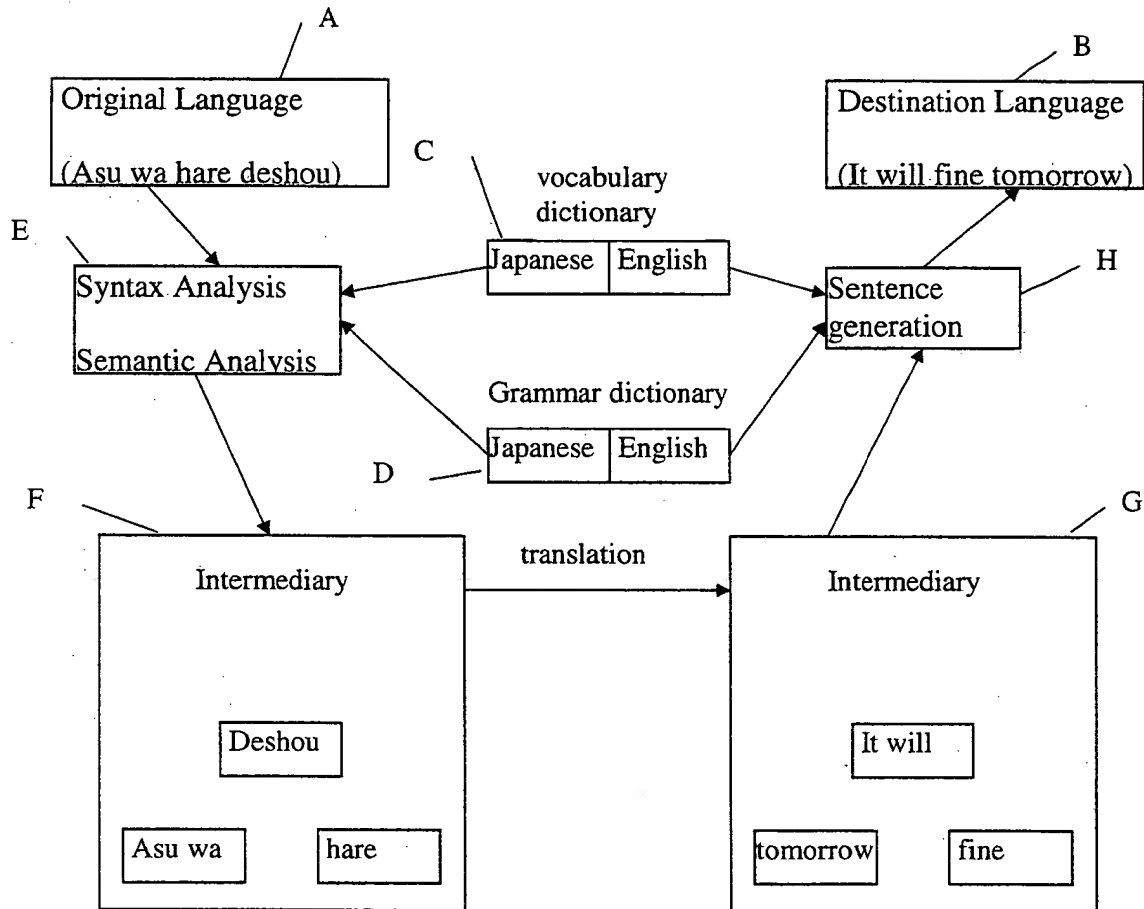 A
Original Language
(Asu wa hare deshou)
B
Destination Language
(It will fine tomorrow)
C
vocabulary
dictionary
Japanese English
E
Syntax Analysis
Semantic Analysis
H
Sentence
generation
Grammar dictionary
Japanese English
D
F
Intermediary
Deshou
Asu wa hare
translation
G
Intermediary
It will
tomorrow fine